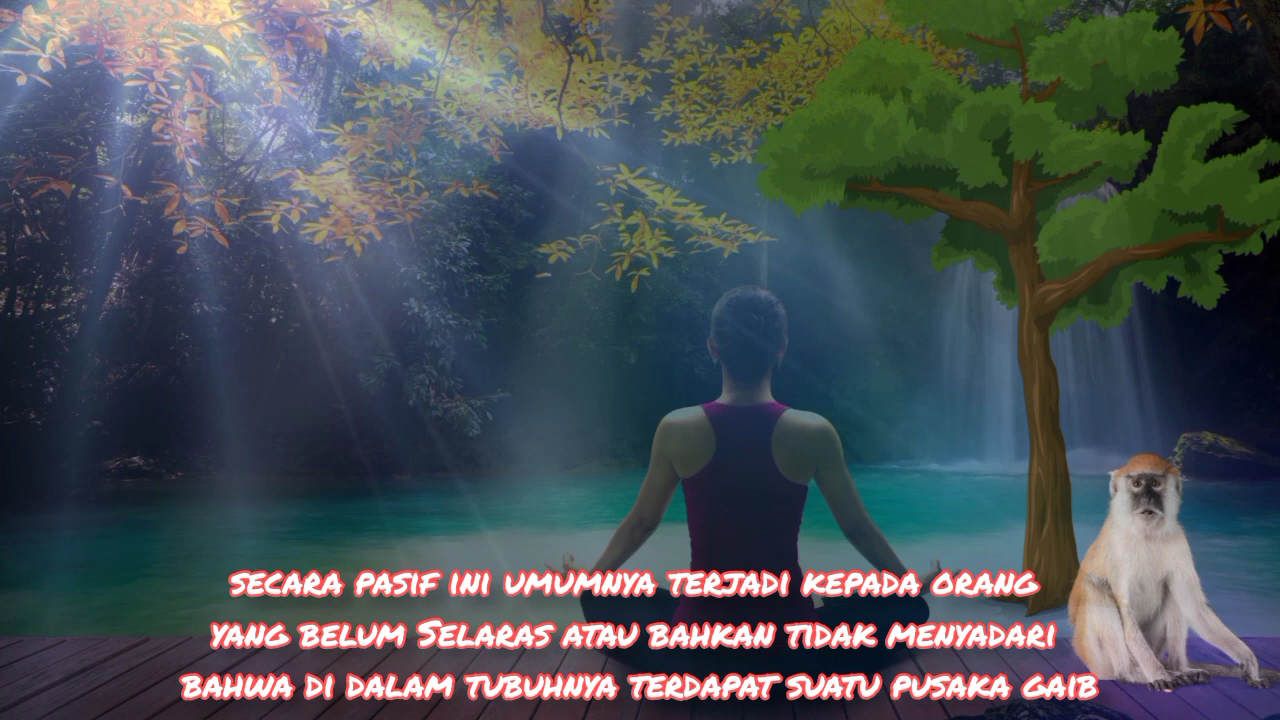 SECARA PASIF INI UMUMNYA TERJADI KEPADA ORANG
YANG BELUM SELARAS ATAU BAHKAN TIDAK MENYADARI
BAHWA DI DALAM TUBUHNYA TERDAPAT SUATU PUSAKA GAIB